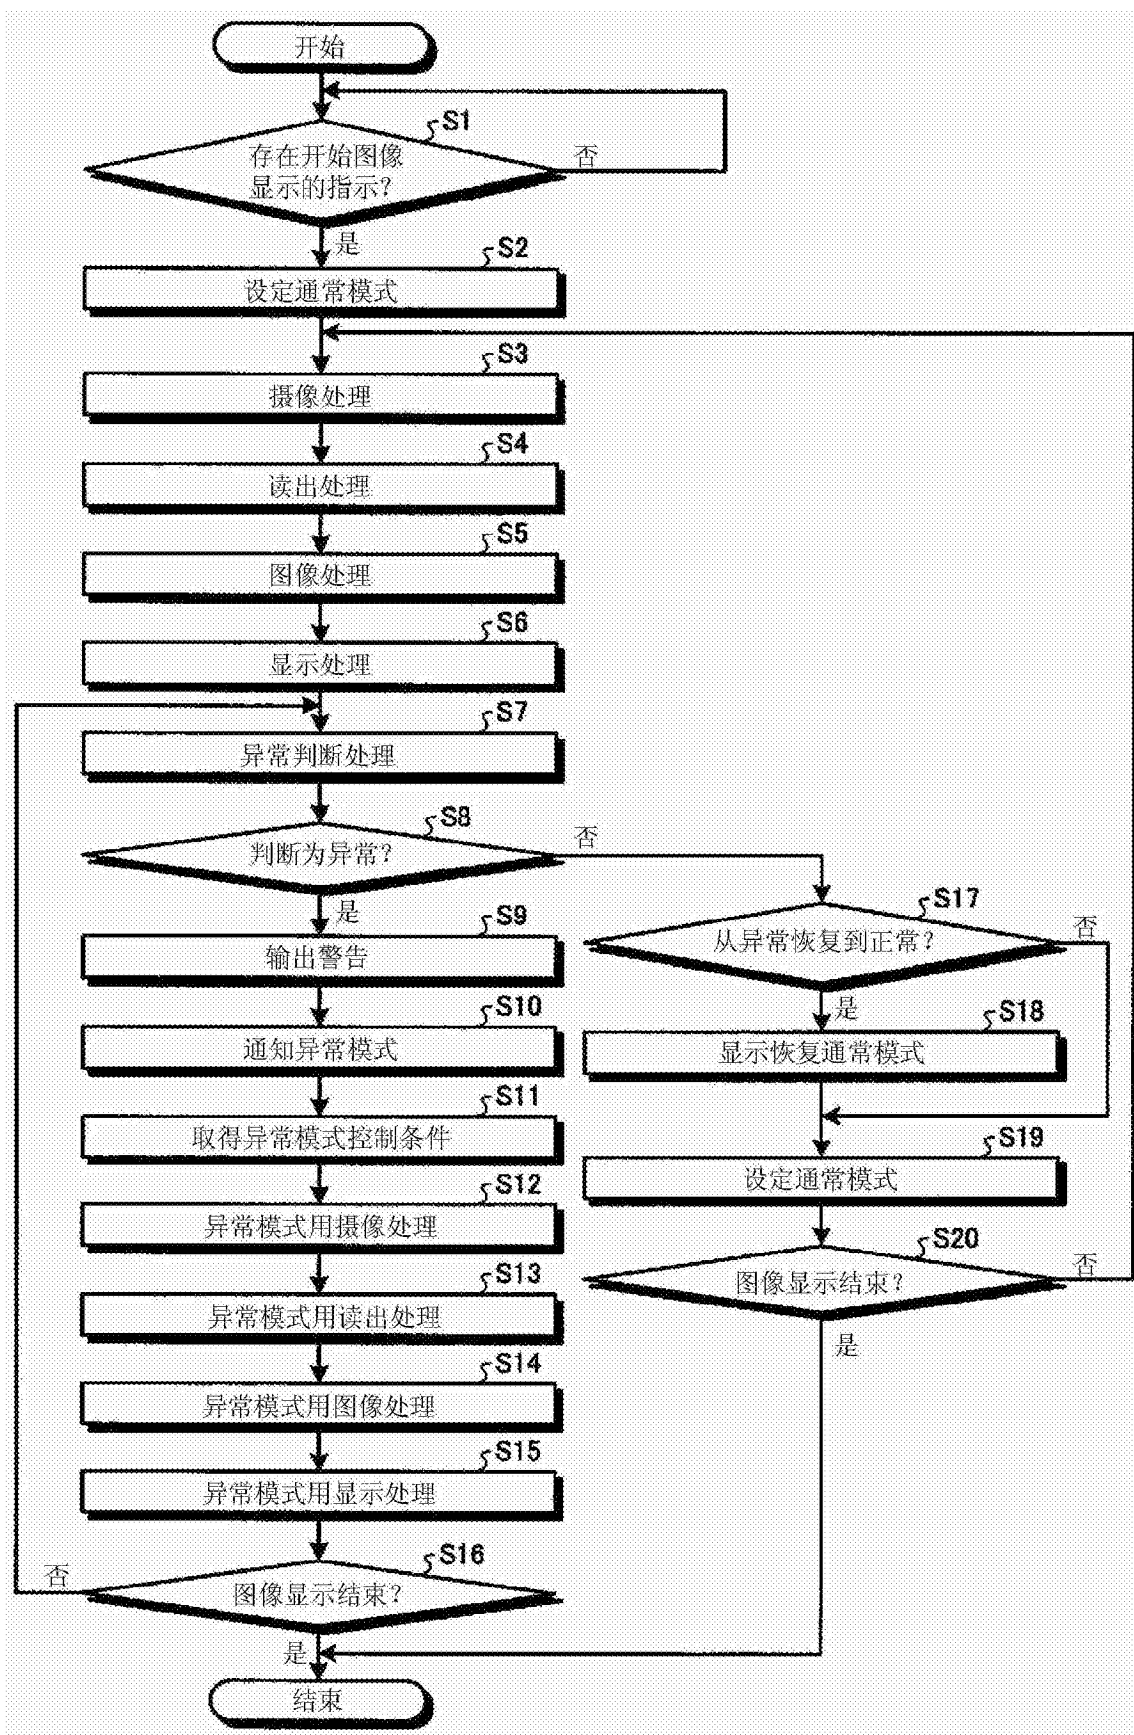 开始
S1
存在开始图像
显示的指示？
否
是
S2
设定通常模式
S3
摄像处理
S4
读出处理
S5
图像处理
S6
显示处理
S7
异常判断处理
S8
判断为异常？
否
是
S9
输出警告
S10
通知异常模式
S11
取得异常模式控制条件
S12
异常模式用摄像处理
S13
异常模式用读出处理
S14
异常模式用图像处理
S15
异常模式用显示处理
S16
图像显示结束？
否
是
S17
从异常恢复到正常？
否
是
S18
显示恢复通常模式
S19
设定通常模式
S20
图像显示结束？
否
是
结束